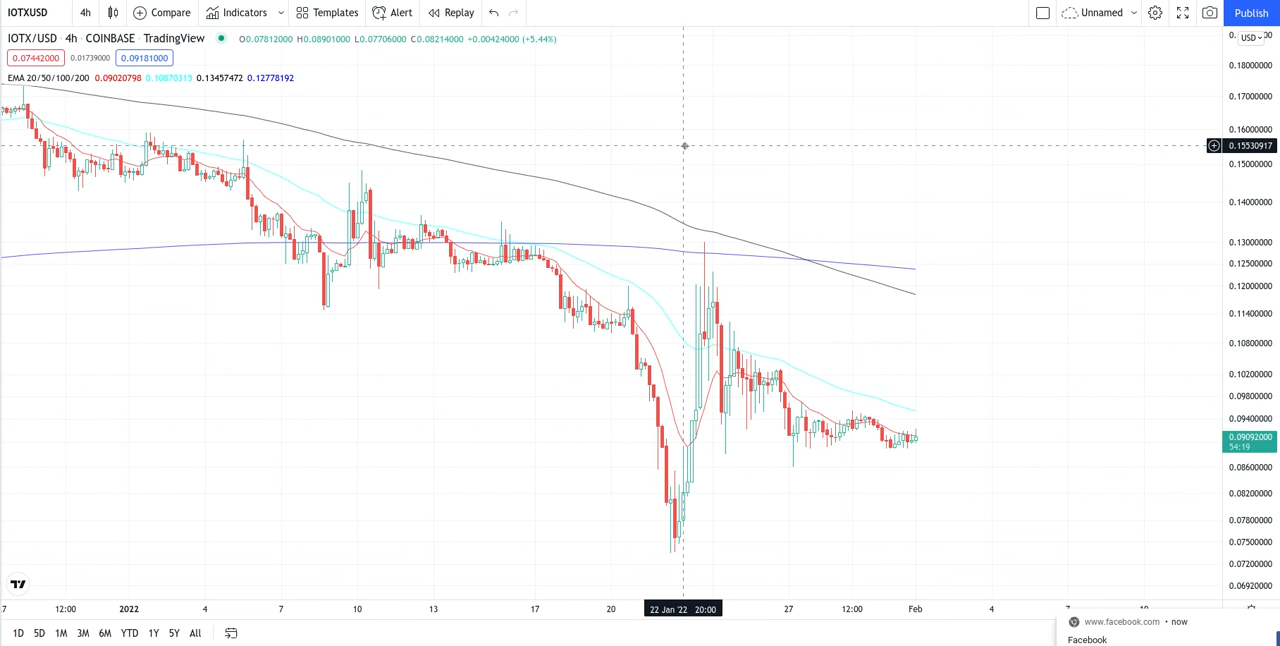 IOTXUSD 4h Compare Indicators Templates Alert Replay Unnamed Publish
IOTX/USD · 4h · COINBASE · TradingView O0.07812000 H0.08901000 L0.07706000 C0.08214000 +0.00424000 (+5.44%)
0.07442000 0.01739000 0.09181000
EMA 20/50/100/200 0.09020798 0.10870315 0.13457472 0.12778192
USD
0.18000000
0.17000000
0.16000000
0.15530917
0.15000000
0.14000000
0.13000000
0.12500000
0.12000000
0.11400000
0.10800000
0.10200000
0.09800000
0.09400000
0.09092000
54:19
0.08600000
0.08200000
0.07800000
0.07500000
0.07200000
0.06920000
7 12:00 2022 4 7 10 13 17 20 22 Jan '22 20:00 27 12:00 Feb 4
1D 5D 1M 3M 6M YTD 1Y 5Y All
www.facebook.com • now
Facebook